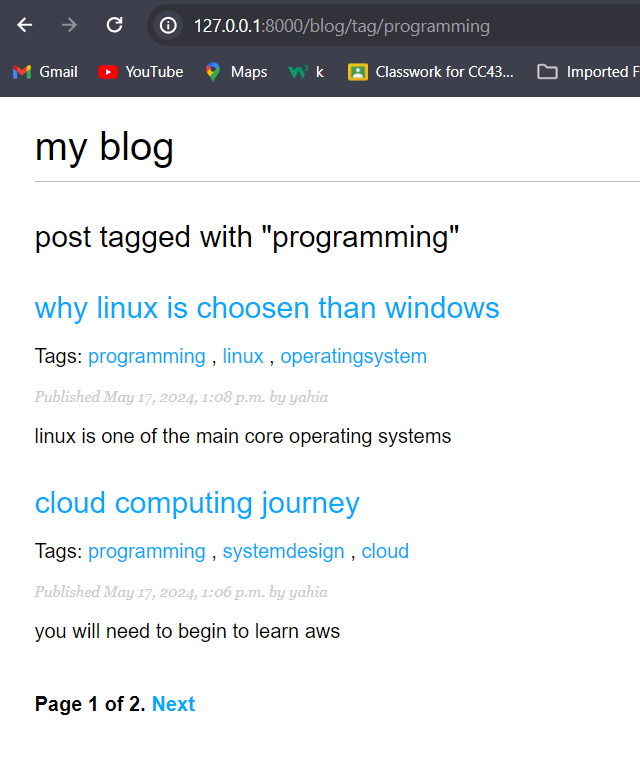 127.0.0.1:8000/blog/tag/programming
Gmail YouTube Maps k Classwork for CC43... Imported F
my blog
post tagged with "programming"
why linux is choosen than windows
Tags: programming , linux , operatingsystem
Published May 17, 2024, 1:08 p.m. by yahia
linux is one of the main core operating systems
cloud computing journey
Tags: programming , systemdesign , cloud
Published May 17, 2024, 1:06 p.m. by yahia
you will need to begin to learn aws
Page 1 of 2. Next